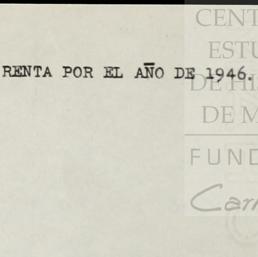 CENT
ESTU
RENTA POR EL AÑO DE 1946.
DE HI
DE M
FUND
Carr